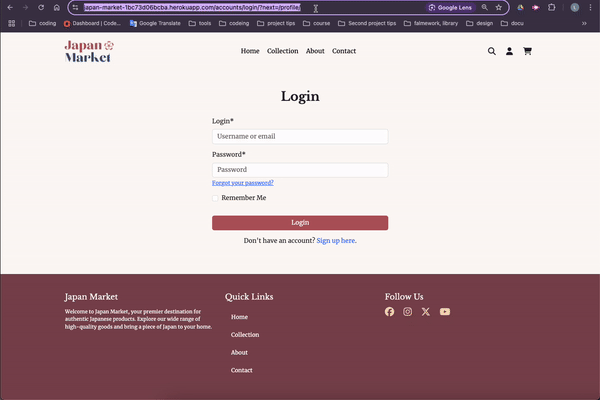 japan-market-1bc73d06bcba.herokuapp.com/accounts/login/?next=/profile/
Google Lens
L
coding
Dashboard | Code...
Google Translate
tools
codeing
project tips
course
Second project tips
falmework, library
design
docu
Japan
Market
Home
Collection
About
Contact
Login
Login*
Username or email
Password*
Password
Forgot your password?
Remember Me
Login
Don't have an account? Sign up here.
Japan Market
Welcome to Japan Market, your premier destination for
authentic Japanese products. Explore our wide range of
high-quality goods and bring a piece of Japan to your home.
Quick Links
Home
Collection
About
Contact
Follow Us